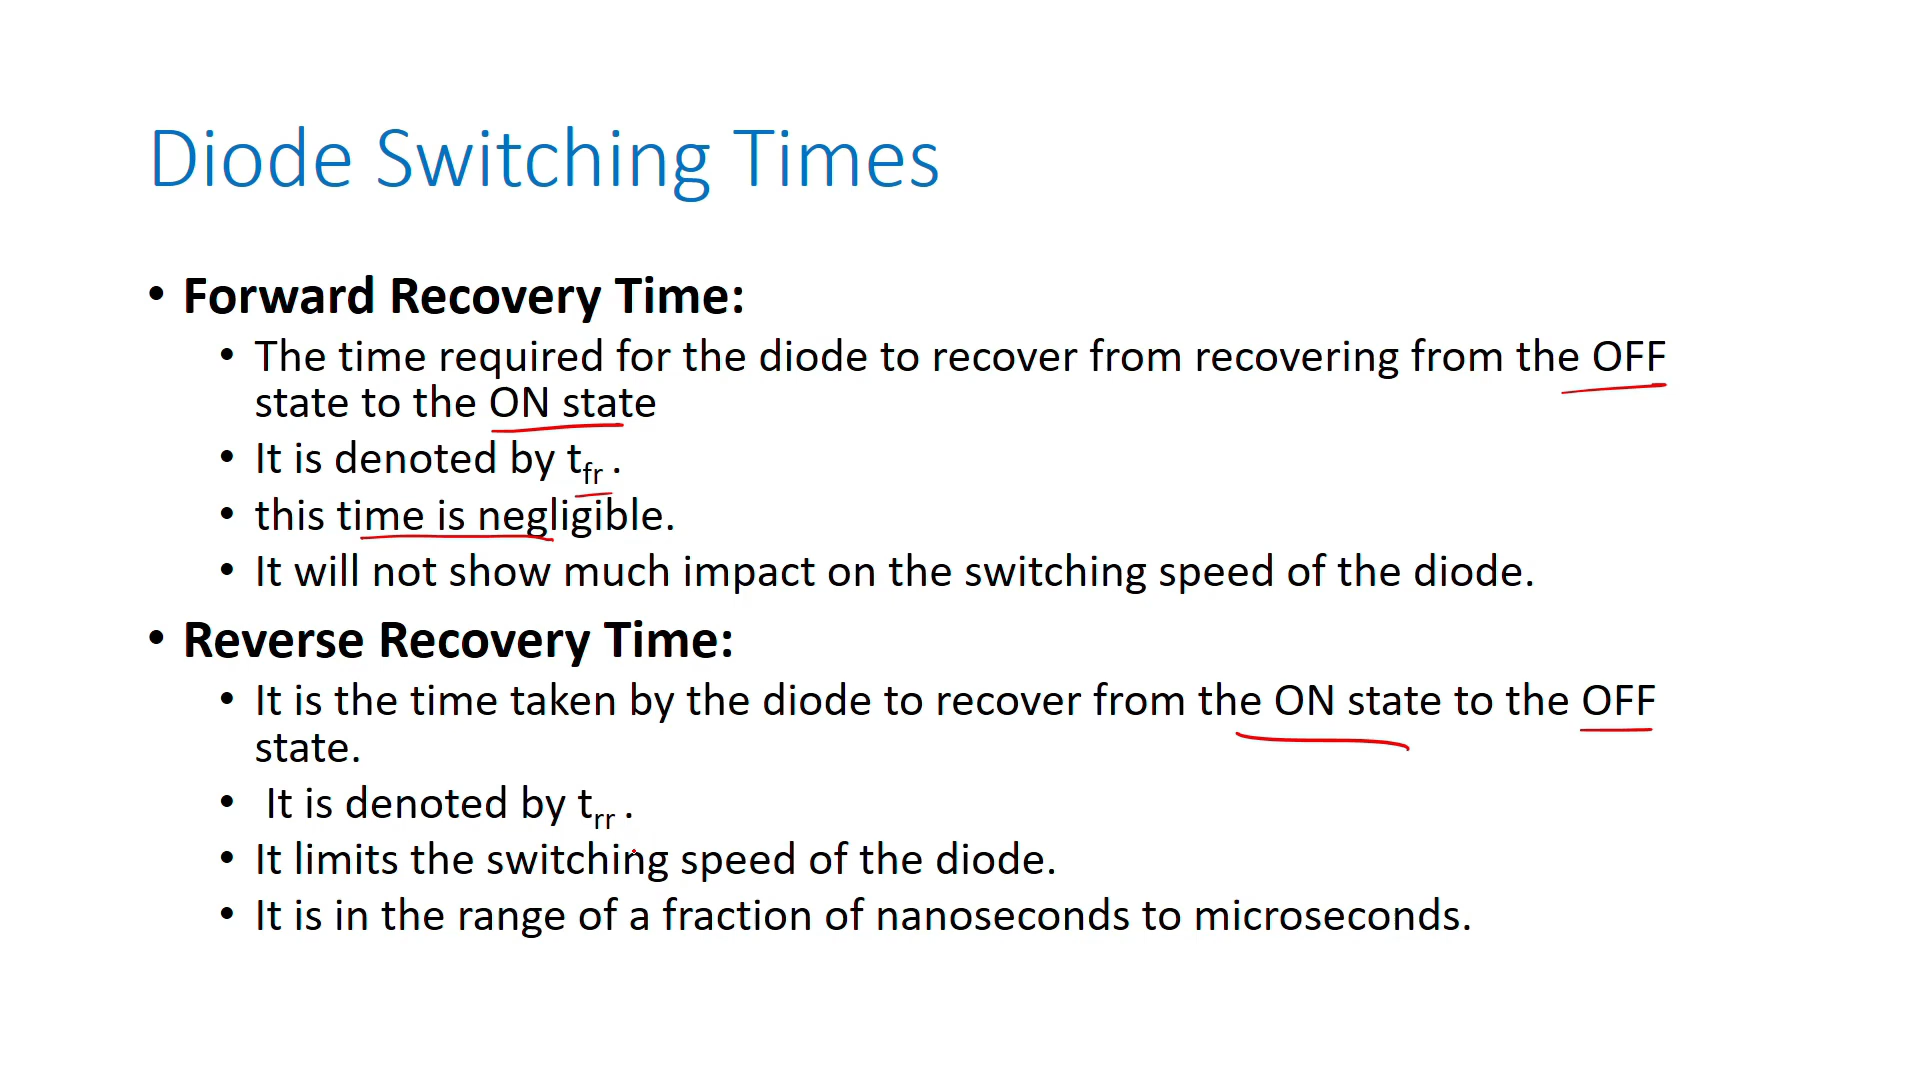 Diode Switching Times
• Forward Recovery Time:
• The time required for the diode to recover from recovering from the OFF
state to the ON state
• It is denoted by tfr .
• this time is negligible.
• It will not show much impact on the switching speed of the diode.
• Reverse Recovery Time:
• It is the time taken by the diode to recover from the ON state to the OFF
state.
• It is denoted by trr .
• It limits the switching speed of the diode.
• It is in the range of a fraction of nanoseconds to microseconds.